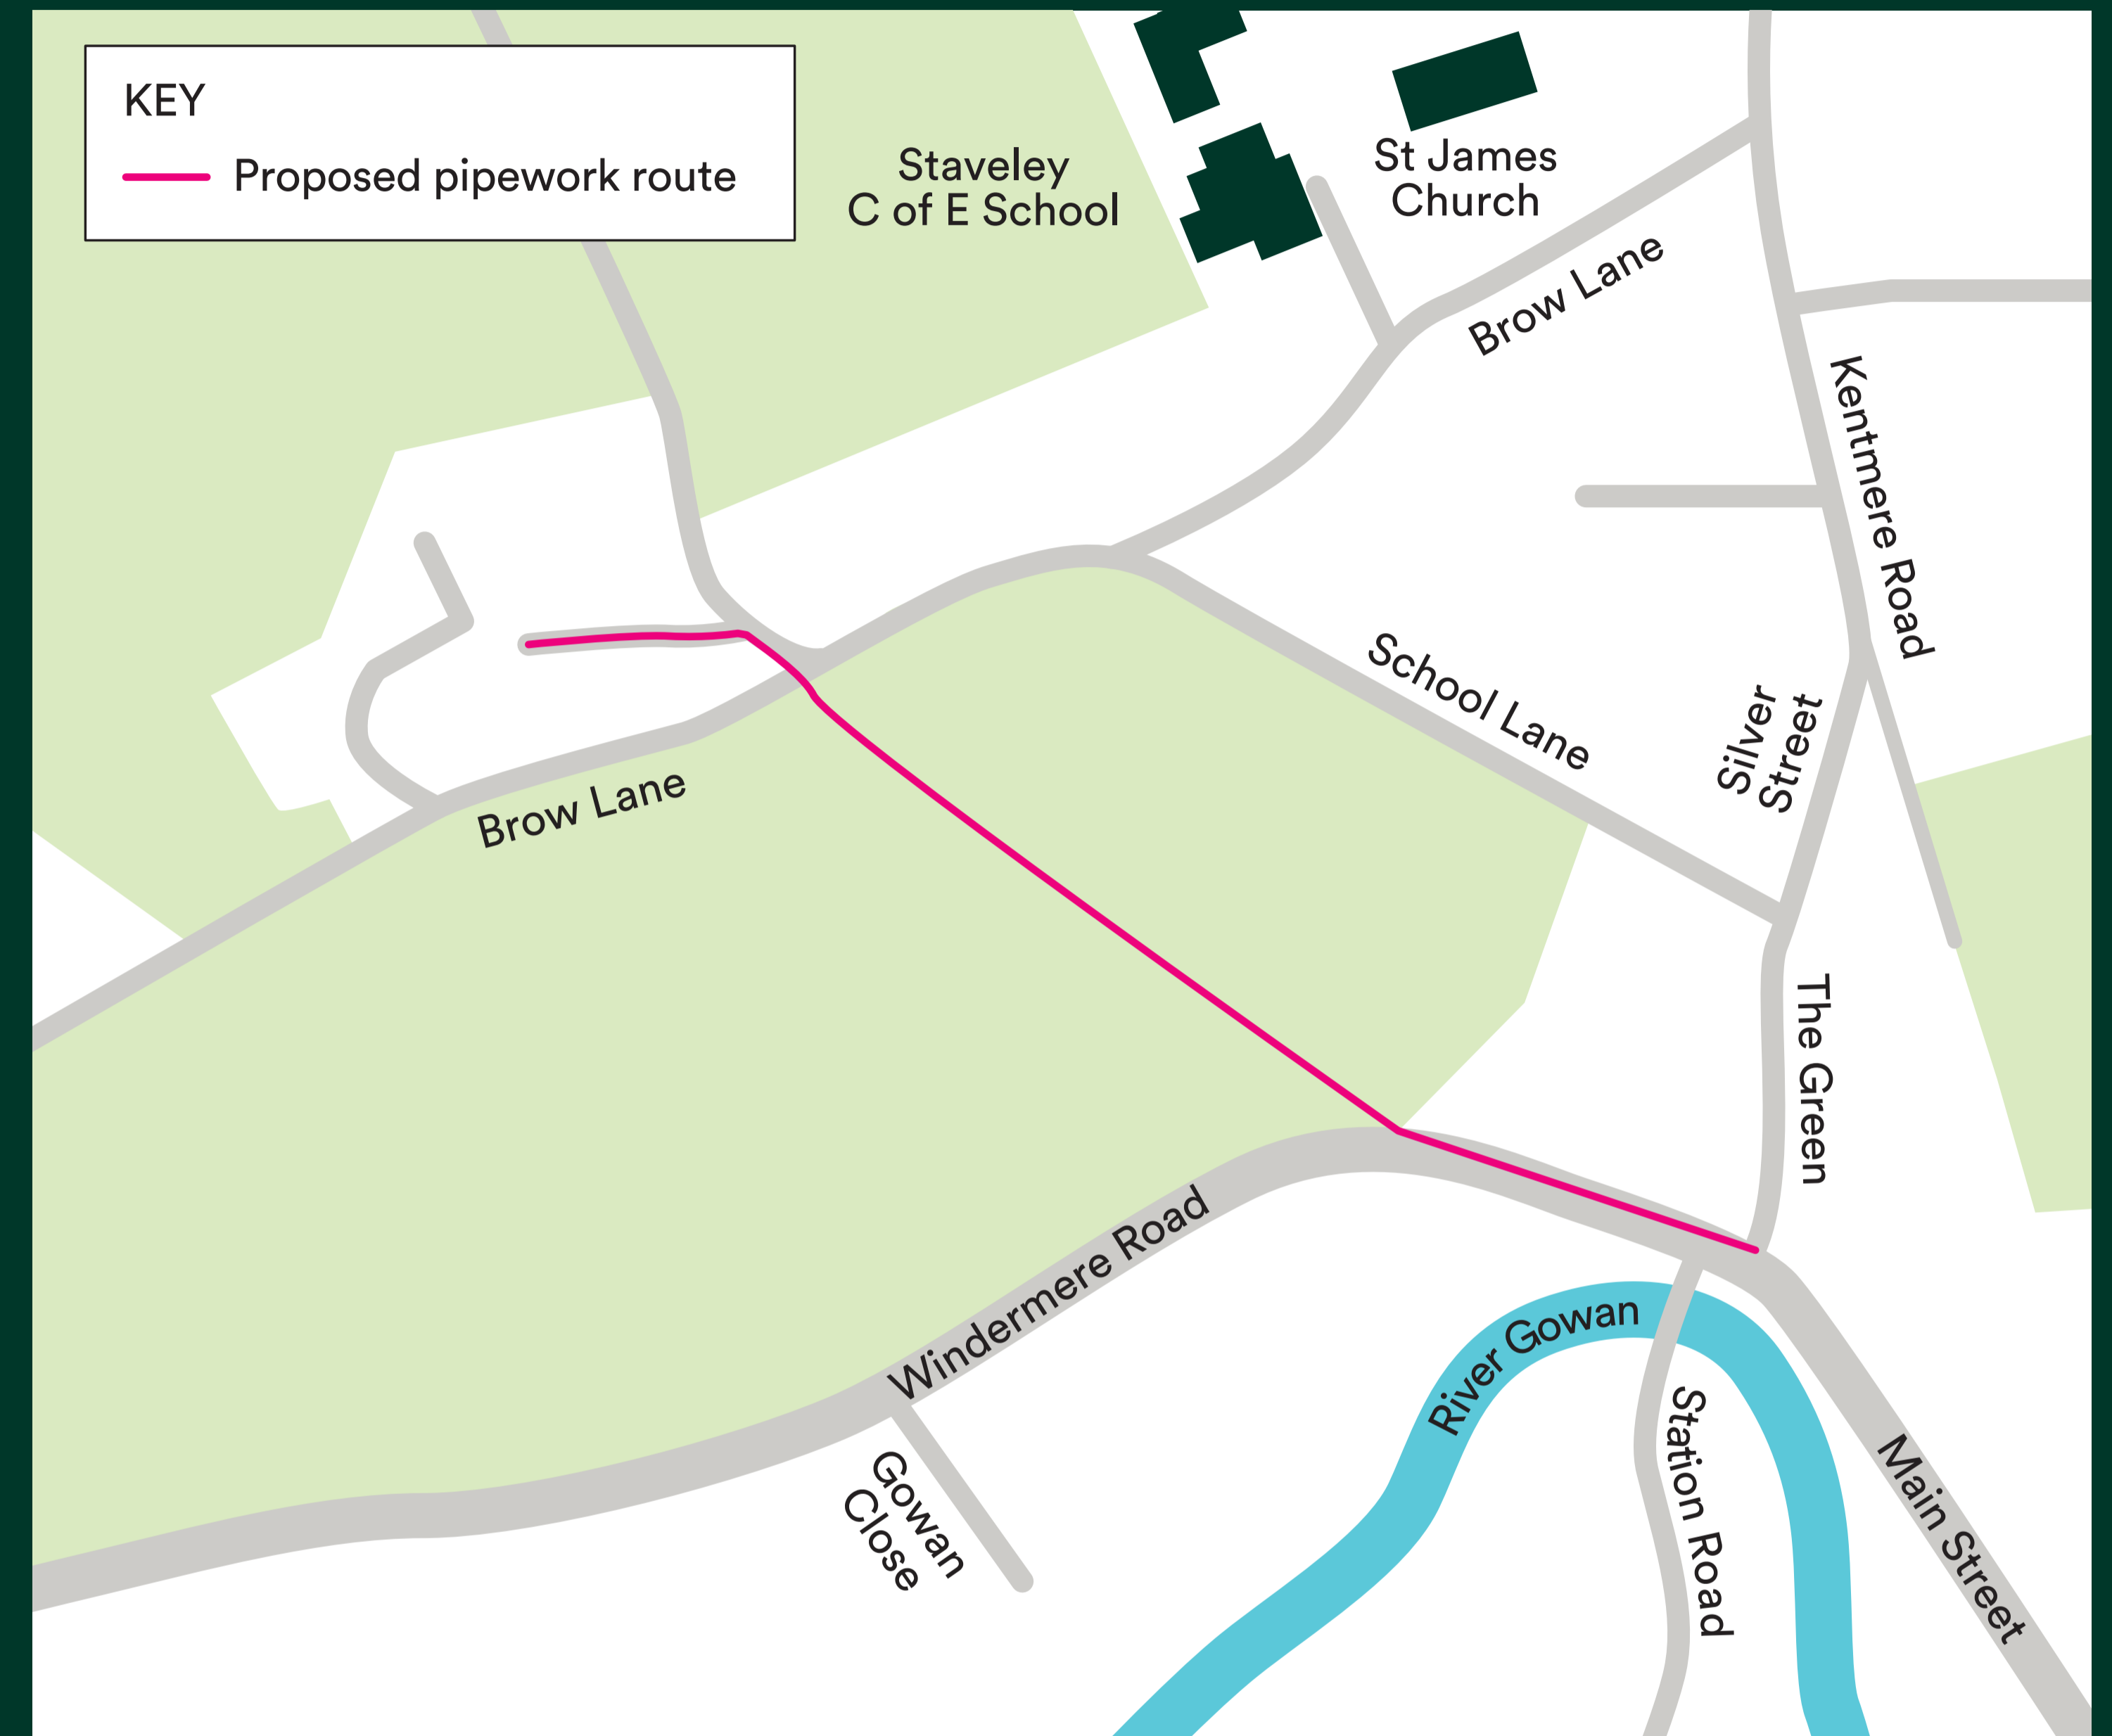 KEY
Proposed pipework route
Staveley
C of E School
St James
Church
Brow Lane
Kentmere Road
School Lane
Silver
Street
Brow Lane
The Green
Windermere Road
River Gowan
Station Road
Main Street
Gowan
Close